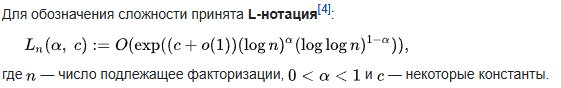 Для обозначения сложности принята L-нотация[4]:
Lₙ(α, c) := O(exp((c + o(1))(log n)^α (log log n)^{1−α})),
где n — число подлежащее факторизации, 0 < α < 1 и c — некоторые константы.